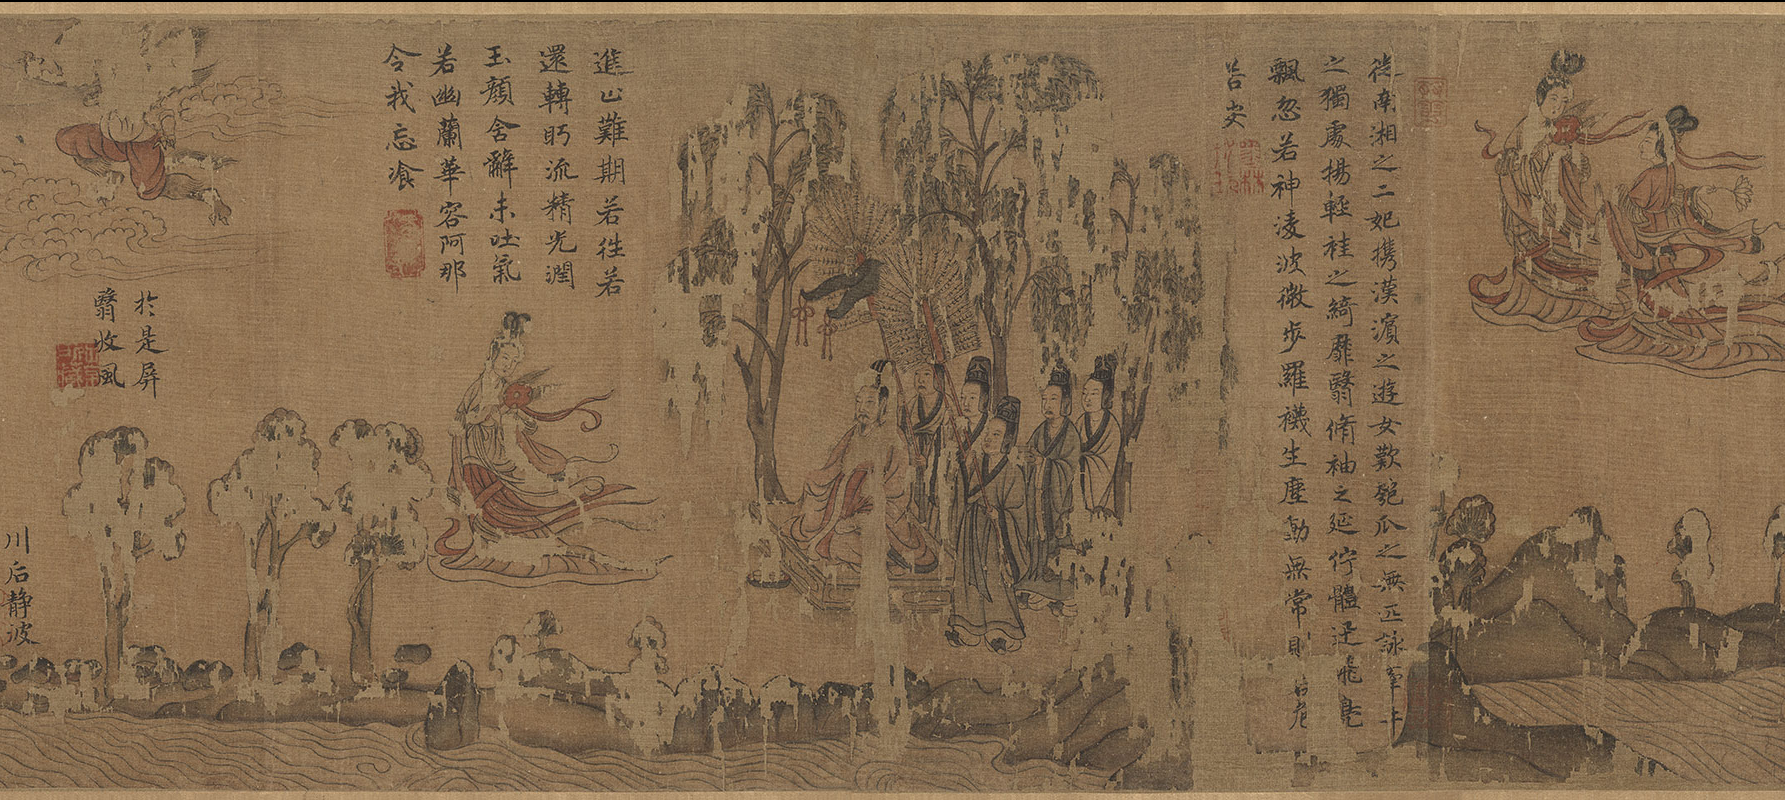 從南湘之二妃携漢濱之遊女歎匏瓜之無匹詠牽牛
之獨處揚輕袿之綺靡翳脩袖之延佇體迅飛鳧
飄忽若神凌波微步羅襪生塵動無常則若危
若安
進止難期若往若
還轉眄流精光潤
玉顏含辭未吐氣
若幽蘭華容阿那
令我忘飡
於是屏
翳收風
川后静波